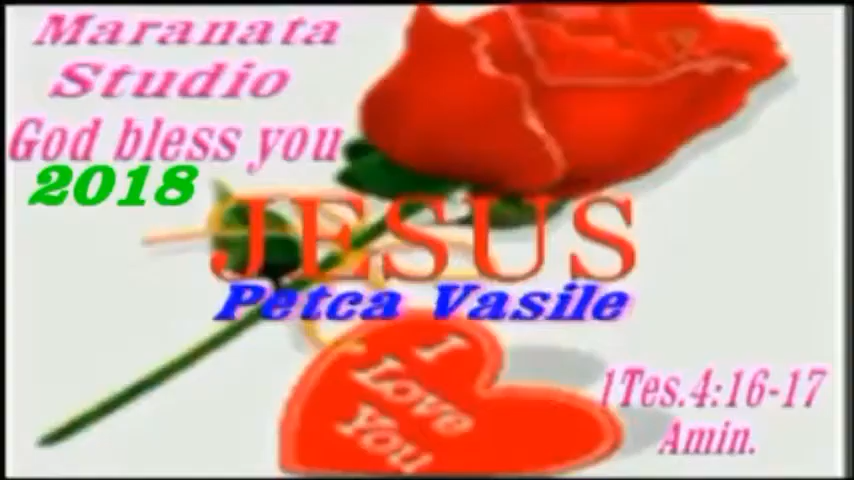 Maranata
Studio
God bless you
2018
JESUS
Petca Vasile
I
Love
You
1Tes.4:16-17
Amin.